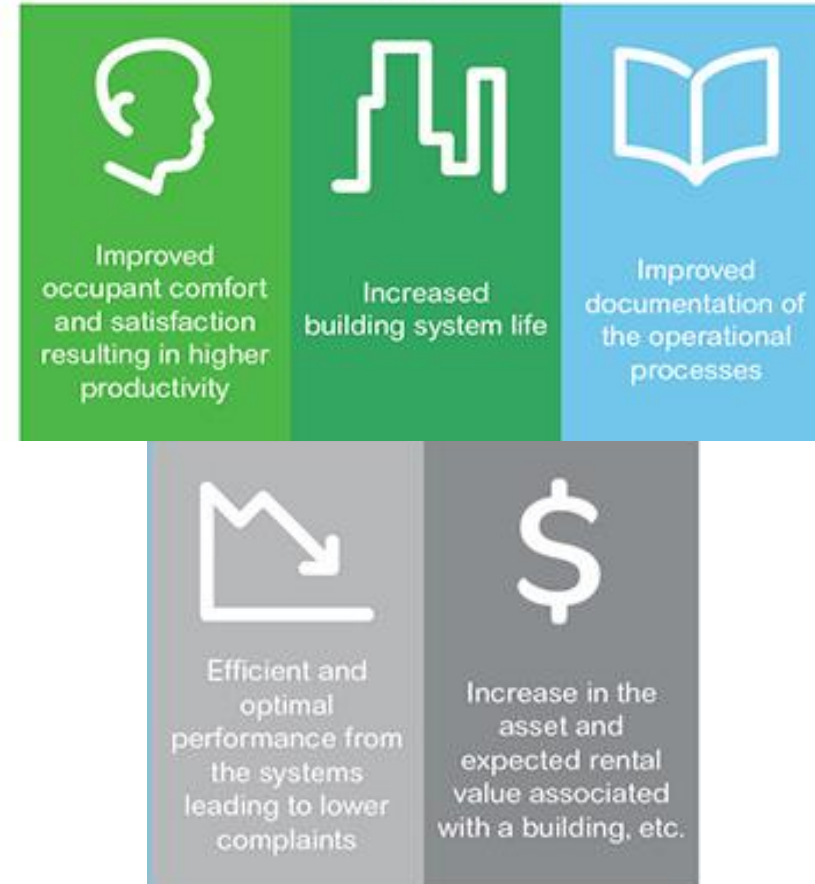 Improved
occupant comfort
and satisfaction
resulting in higher
productivity
Increased
building system life
Improved
documentation of
the operational
processes
Efficient and
optimal
performance from
the systems
leading to lower
complaints
$
Increase in the
asset and
expected rental
value associated
with a building, etc.